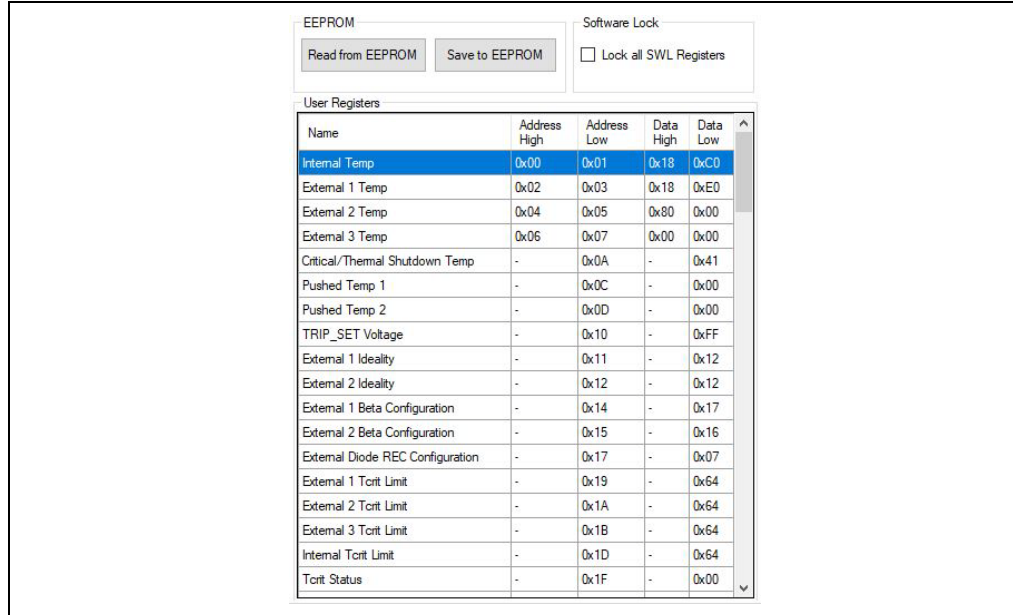 EEPROM
Software Lock
Read from EEPROM Save to EEPROM Lock all SWL Registers
User Registers
Name Address High Address Low Data High Data Low
Internal Temp 0x00 0x01 0x18 0xC0
External 1 Temp 0x02 0x03 0x18 0xE0
External 2 Temp 0x04 0x05 0x80 0x00
External 3 Temp 0x06 0x07 0x00 0x00
Critical/Thermal Shutdown Temp - 0x0A - 0x41
Pushed Temp 1 - 0x0C - 0x00
Pushed Temp 2 - 0x0D - 0x00
TRIP_SET Voltage - 0x10 - 0xFF
External 1 Ideality - 0x11 - 0x12
External 2 Ideality - 0x12 - 0x12
External 1 Beta Configuration - 0x14 - 0x17
External 2 Beta Configuration - 0x15 - 0x16
External Diode REC Configuration - 0x17 - 0x07
External 1 Tcrit Limit - 0x19 - 0x64
External 2 Tcrit Limit - 0x1A - 0x64
External 3 Tcrit Limit - 0x1B - 0x64
Internal Tcrit Limit - 0x1D - 0x64
Tcrit Status - 0x1F - 0x00